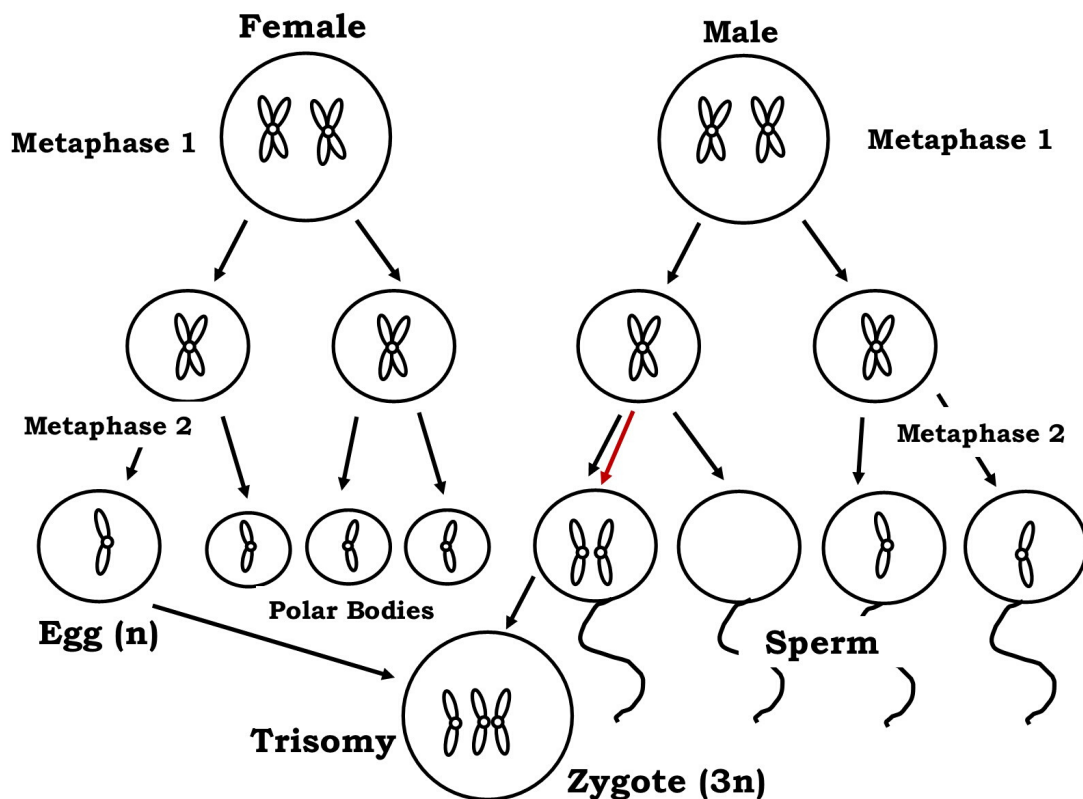 Female
Male
Metaphase 1
Metaphase 1
Metaphase 2
Metaphase 2
Polar Bodies
Egg (n)
Sperm
Trisomy
Zygote (3n)